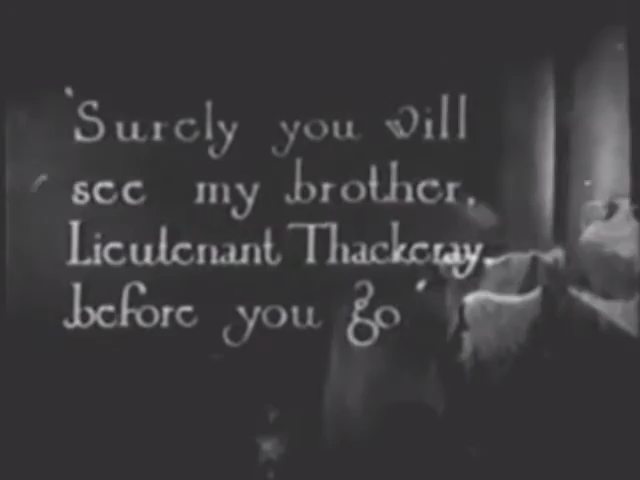 'Surely you will
see my brother,
Lieutenant Thackeray,
before you go'